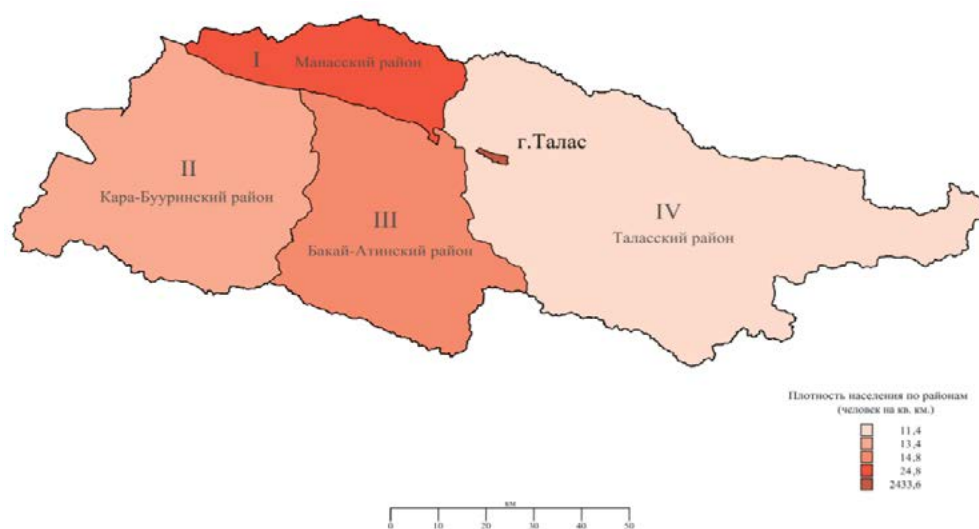 I Манасский район
г.Талас
II
Кара-Бууринский район
III
Бакай-Атинский район
IV
Таласский район
Плотность населения по районам
(человек на кв. км.)
11,4
13,4
14,8
24,8
2433,6
км
0 10 20 30 40 50